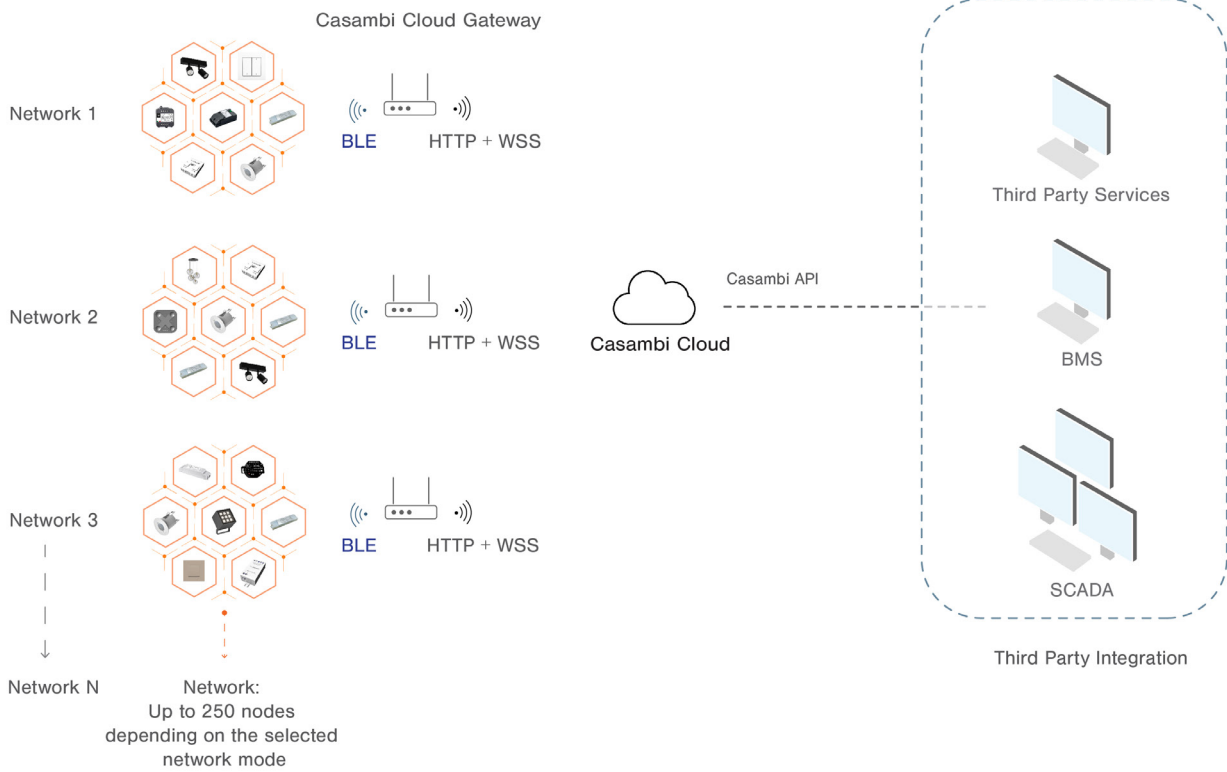 Casambi Cloud Gateway
Network 1
BLE
HTTP + WSS
Third Party Services
Network 2
BLE
HTTP + WSS
Casambi Cloud
Casambi API
BMS
Network 3
BLE
HTTP + WSS
SCADA
Third Party Integration
Network N
Network:
Up to 250 nodes
depending on the selected
network mode